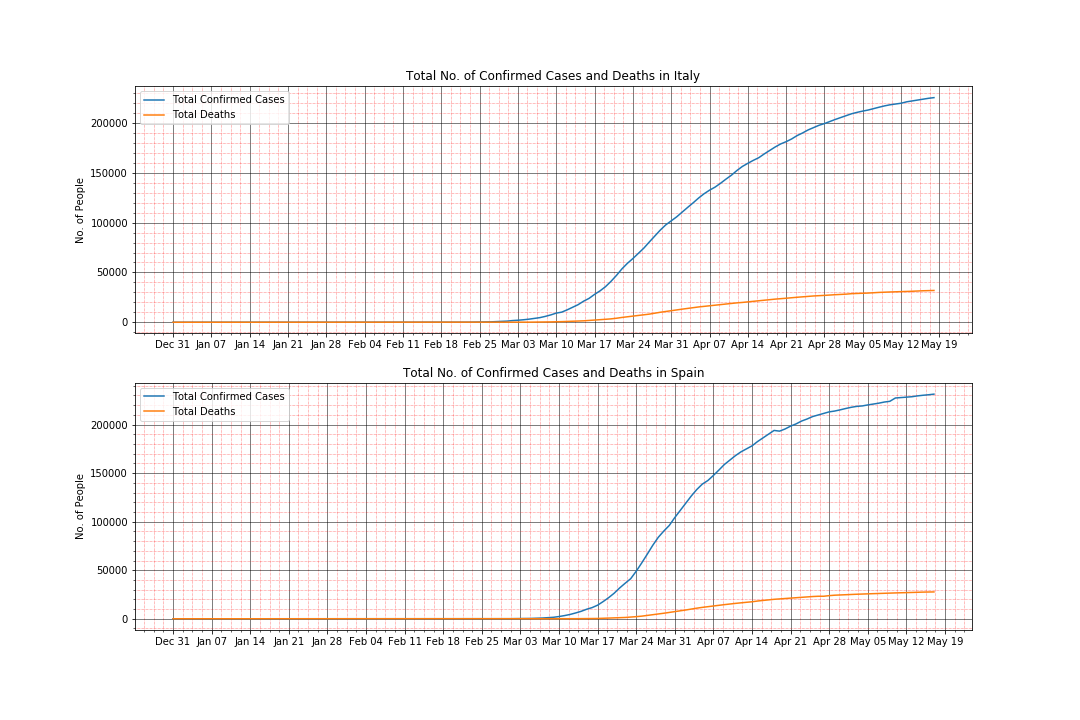 Total No. of Confirmed Cases and Deaths in Italy
Total Confirmed Cases
Total Deaths
No. of People
200000
150000
100000
50000
0
Dec 31 Jan 07 Jan 14 Jan 21 Jan 28 Feb 04 Feb 11 Feb 18 Feb 25 Mar 03 Mar 10 Mar 17 Mar 24 Mar 31 Apr 07 Apr 14 Apr 21 Apr 28 May 05 May 12 May 19
Total No. of Confirmed Cases and Deaths in Spain
Total Confirmed Cases
Total Deaths
No. of People
200000
150000
100000
50000
0
Dec 31 Jan 07 Jan 14 Jan 21 Jan 28 Feb 04 Feb 11 Feb 18 Feb 25 Mar 03 Mar 10 Mar 17 Mar 24 Mar 31 Apr 07 Apr 14 Apr 21 Apr 28 May 05 May 12 May 19